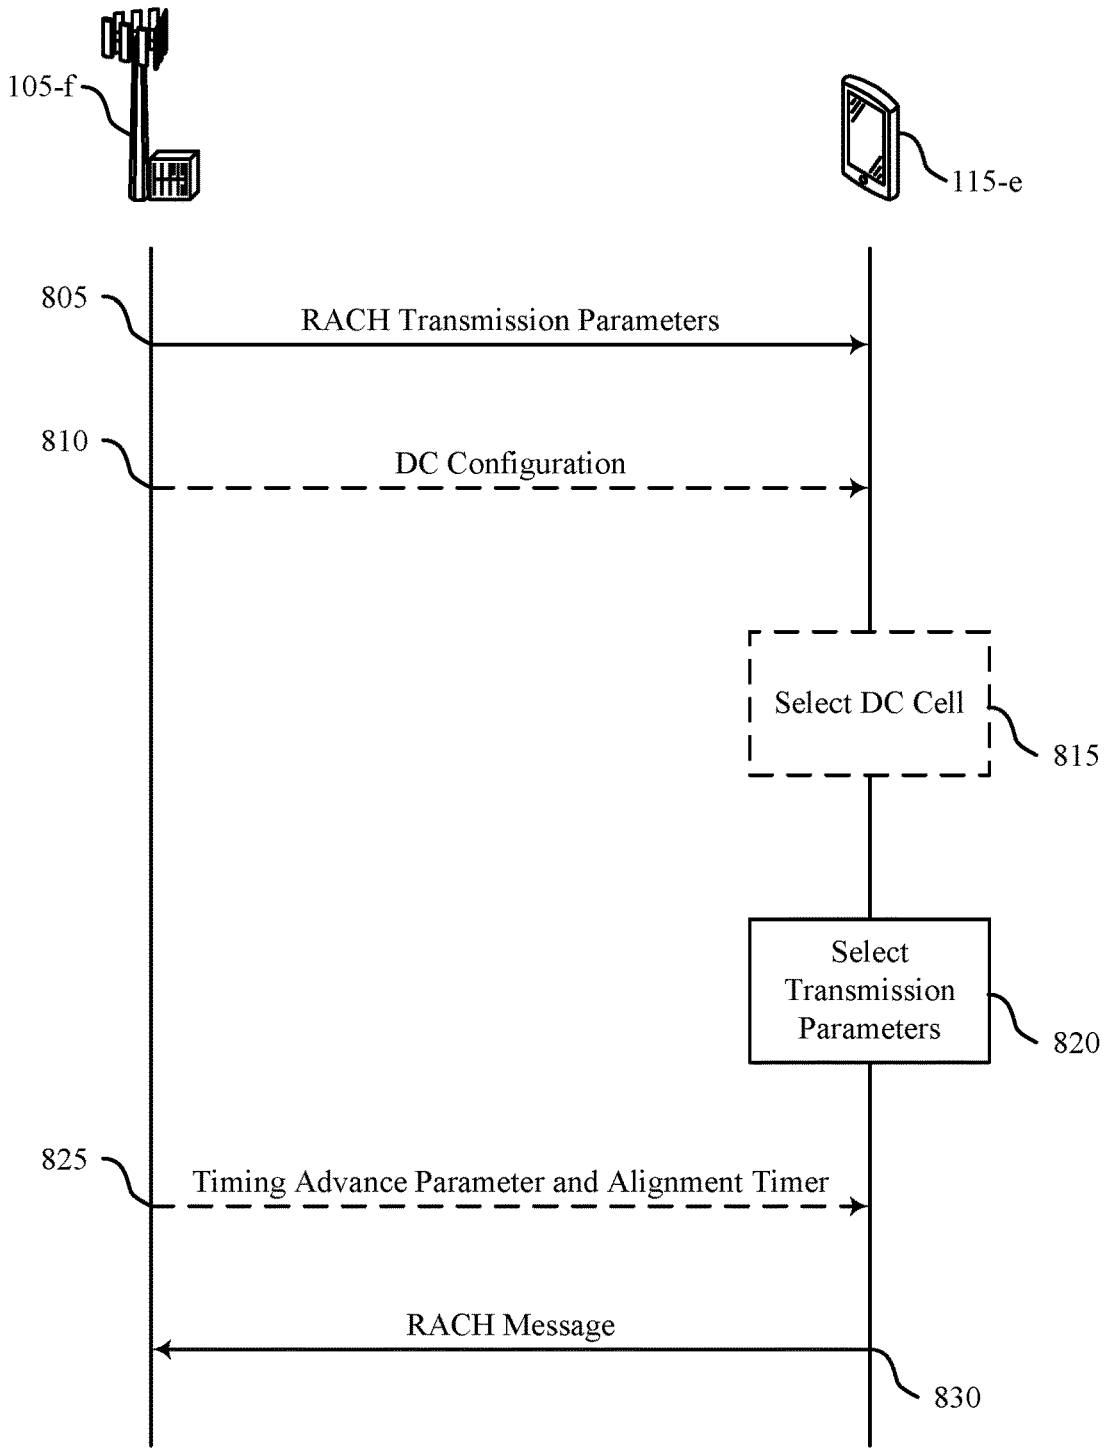 105-f
115-e
805
RACH Transmission Parameters
810
DC Configuration
Select DC Cell
815
Select
Transmission
Parameters
820
825
Timing Advance Parameter and Alignment Timer
RACH Message
830